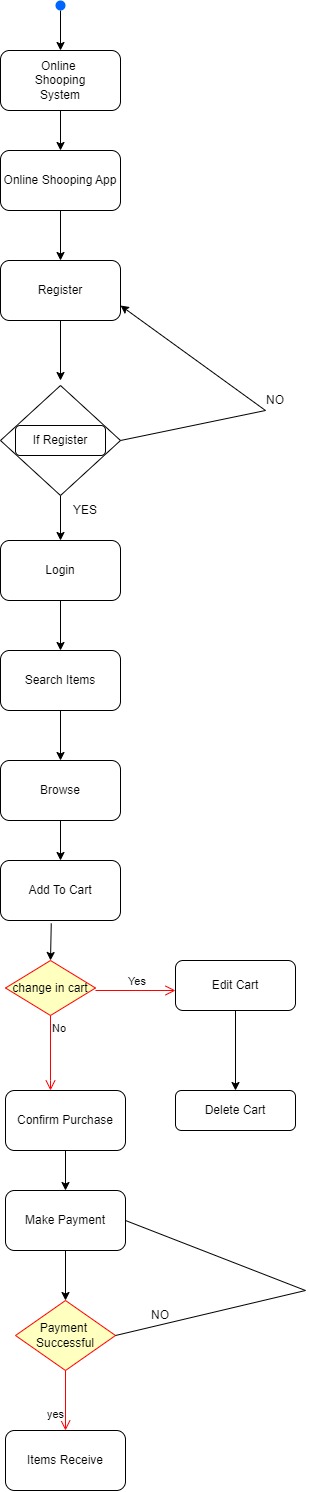 Online
Shooping
System
Online Shooping App
Register
NO
If Register
YES
Login
Search Items
Browse
Add To Cart
change in cart
Yes
Edit Cart
No
Delete Cart
Confirm Purchase
Make Payment
NO
Payment
Successful
yes
Items Receive